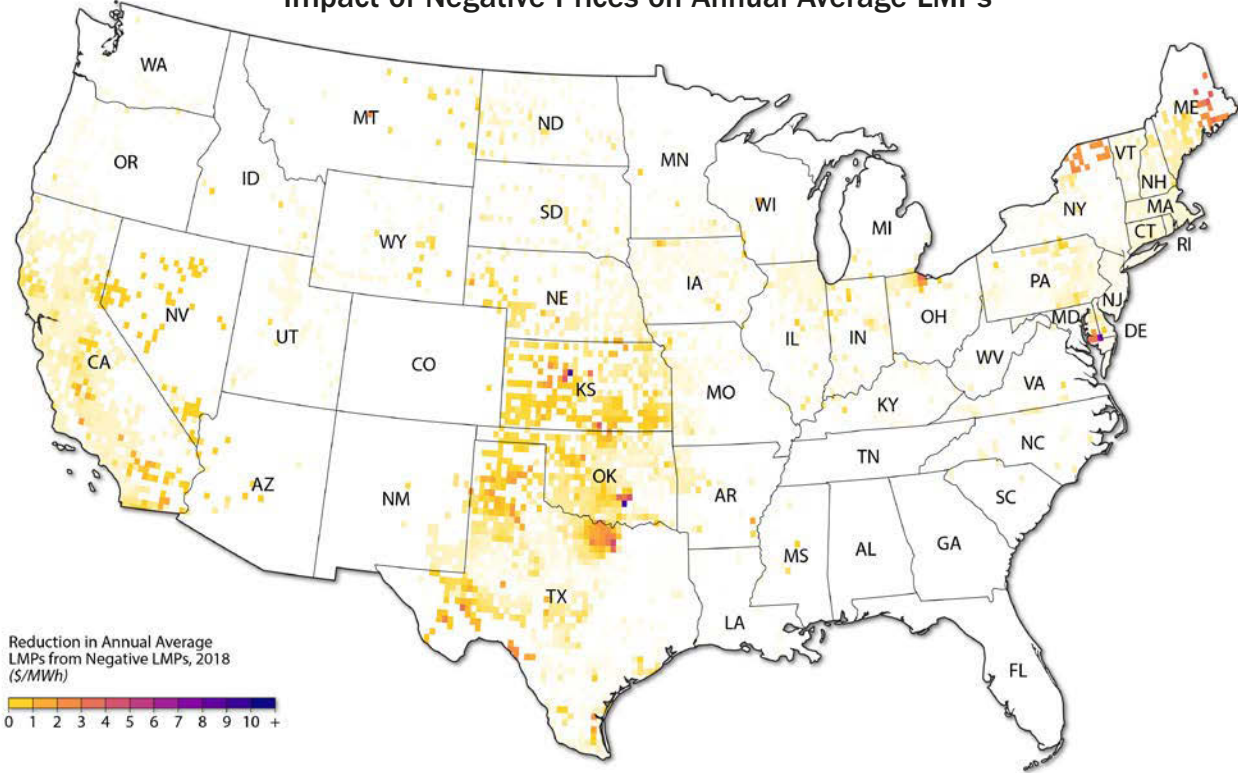 Impact of Negative Prices on Annual Average LMPs
WA
MT
ND
MN
ME
OR
ID
SD
WI
MI
VT
NH
NY
MA
CT
RI
WY
IA
PA
NJ
NE
NV
UT
IL
IN
OH
MD
DE
CO
CA
KS
MO
WV
VA
KY
NC
TN
OK
AZ
NM
AR
SC
MS
AL
GA
TX
LA
FL
Reduction in Annual Average
LMPs from Negative LMPs, 2018
($/MWh)
0 1 2 3 4 5 6 7 8 9 10 +